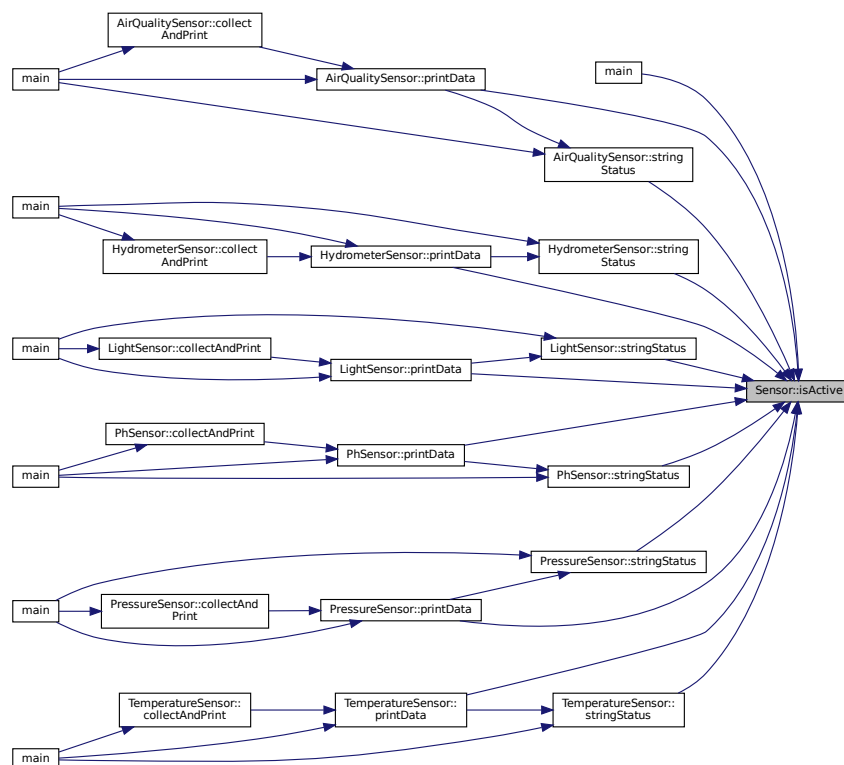 AirQualitySensor::collect
AndPrint
main
main
AirQualitySensor::printData
AirQualitySensor::string
Status
main
HydrometerSensor::collect
AndPrint
HydrometerSensor::printData
HydrometerSensor::string
Status
main
LightSensor::collectAndPrint
LightSensor::stringStatus
LightSensor::printData
Sensor::isActive
PhSensor::collectAndPrint
PhSensor::printData
main
PhSensor::stringStatus
PressureSensor::stringStatus
main
PressureSensor::collectAnd
Print
PressureSensor::printData
TemperatureSensor::
collectAndPrint
TemperatureSensor::
printData
TemperatureSensor::
stringStatus
main